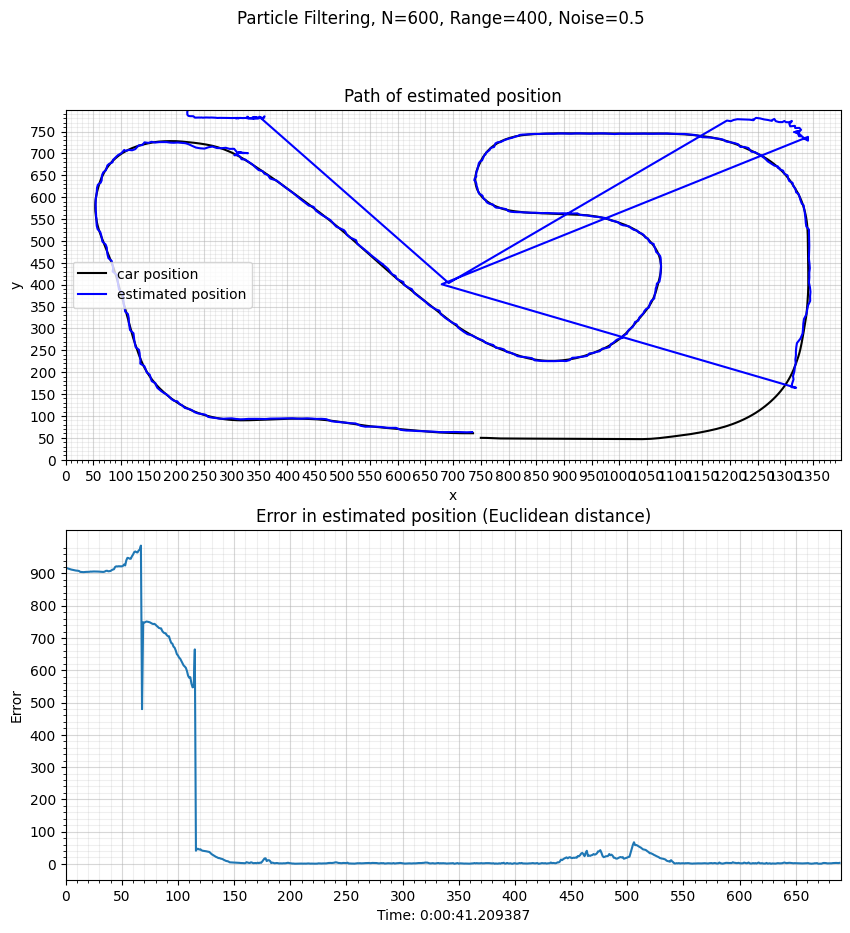 Particle Filtering, N=600, Range=400, Noise=0.5
Path of estimated position
750
700
650
600
550
500
450
400
350
300
250
200
150
100
50
0
y
car position
estimated position
0 50 100 150 200 250 300 350 400 450 500 550 600 650 700 750 800 850 900 950 1000 1050 1100 1150 1200 1250 1300 1350
x
Error in estimated position (Euclidean distance)
900
800
700
600
500
400
300
200
100
0
Error
0 50 100 150 200 250 300 350 400 450 500 550 600 650
Time: 0:00:41.209387